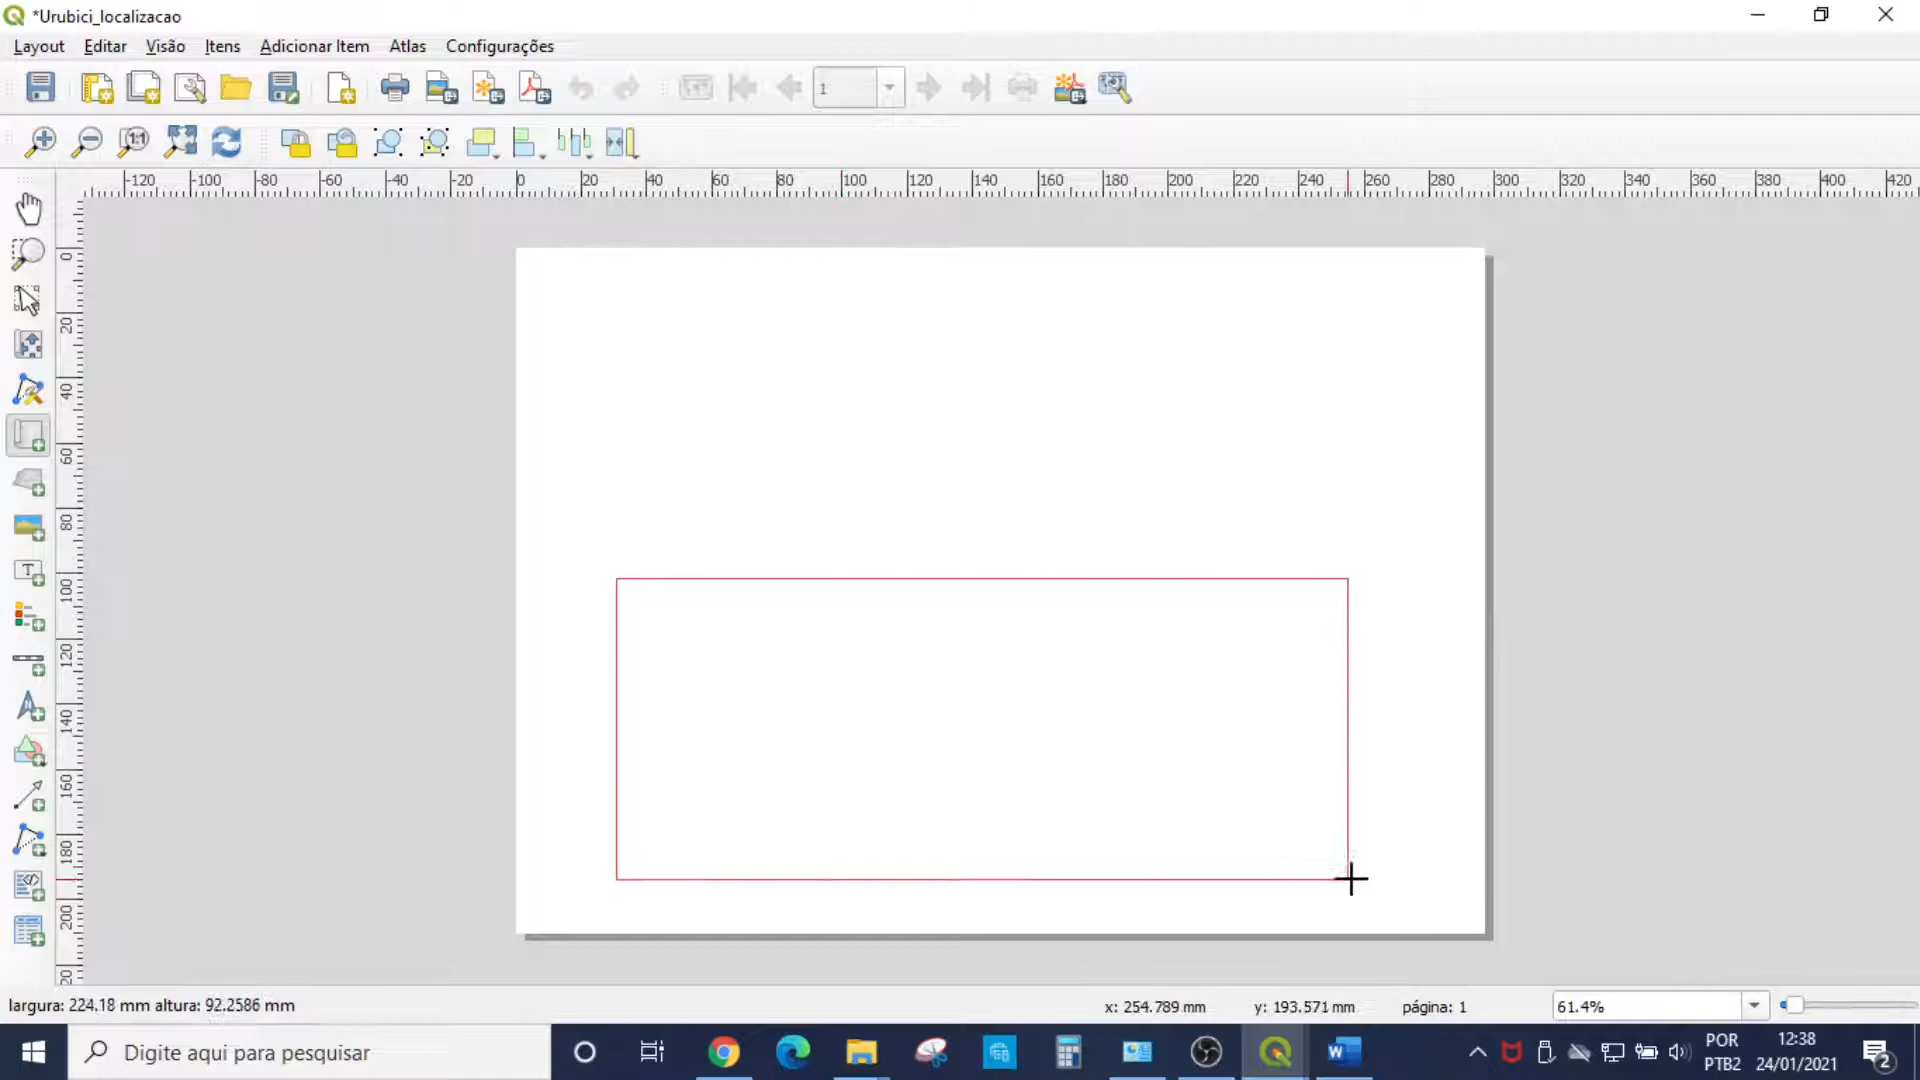 *Urubici_localizacao
Layout Editar Visão Itens Adicionar Item Atlas Configurações
1
1:1
-120 -100 -80 -60 -40 -20 0 20 40 60 80 100 120 140 160 180 200 220 240 260 280 300 320 340 360 380 400 420
0
20
40
60
80
100
120
140
160
180
200
20
T
largura: 224.18 mm altura: 92.2586 mm
x: 254.789 mm y: 193.571 mm página: 1 61.4%
Digite aqui para pesquisar
POR 12:38
PTB2 24/01/2021
2